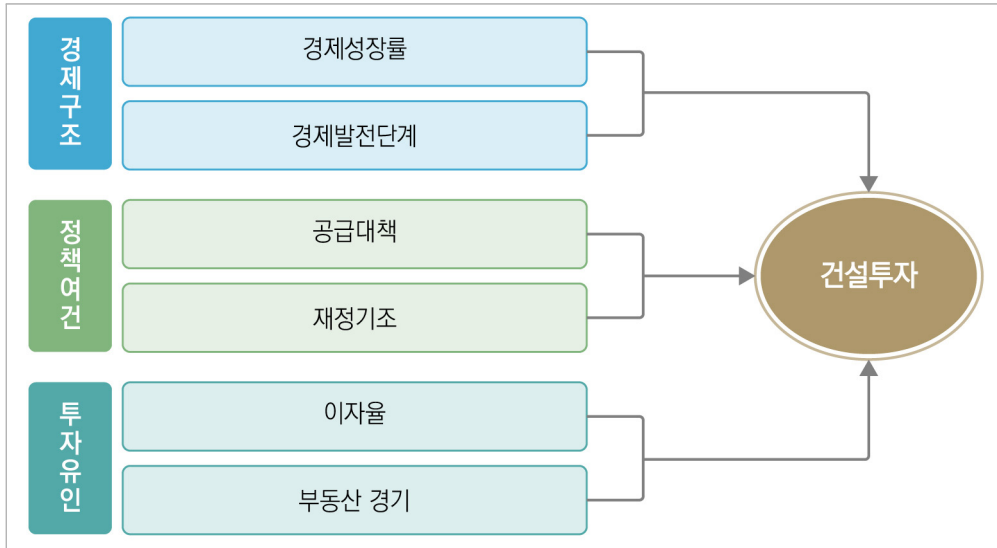 경제구조
경제성장률
경제발전단계
정책여건
공급대책
재정기조
투자유인
이자율
부동산 경기
건설투자